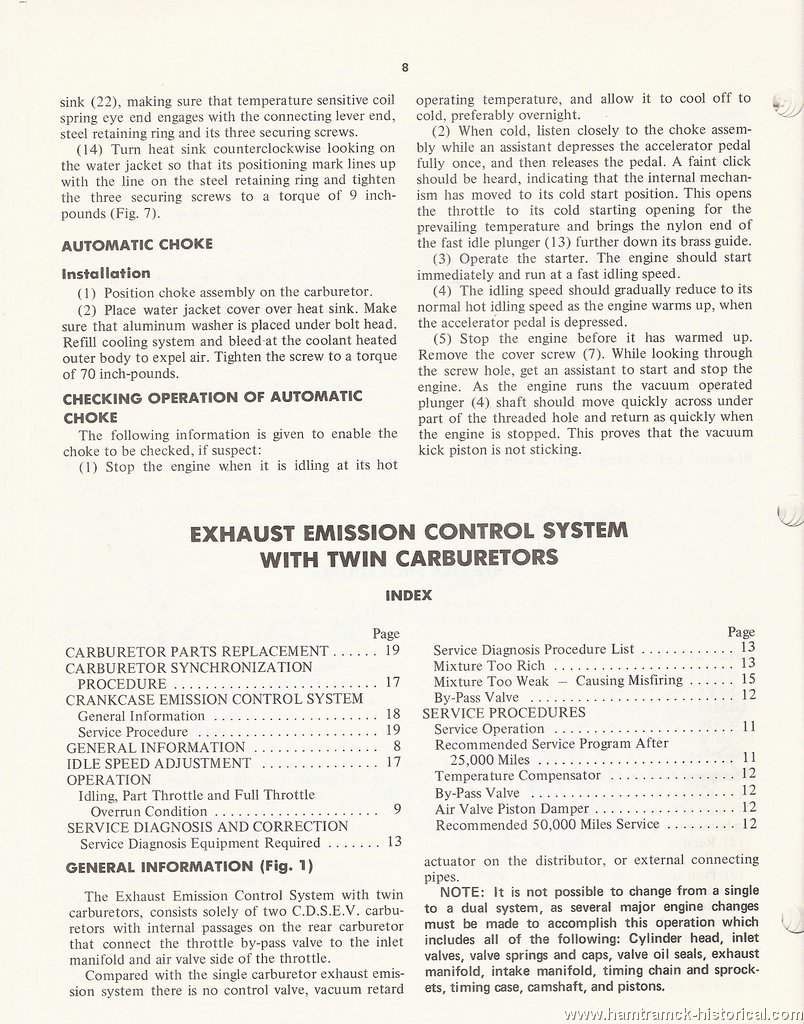 8
sink (22), making sure that temperature sensitive coil
spring eye end engages with the connecting lever end,
steel retaining ring and its three securing screws.
(14) Turn heat sink counterclockwise looking on
the water jacket so that its positioning mark lines up
with the line on the steel retaining ring and tighten
the three securing screws to a torque of 9 inch-
pounds (Fig. 7).
AUTOMATIC CHOKE
Installation
(1) Position choke assembly on the carburetor.
(2) Place water jacket cover over heat sink. Make
sure that aluminum washer is placed under bolt head.
Refill cooling system and bleed at the coolant heated
outer body to expel air. Tighten the screw to a torque
of 70 inch-pounds.
CHECKING OPERATION OF AUTOMATIC
CHOKE
The following information is given to enable the
choke to be checked, if suspect:
(1) Stop the engine when it is idling at its hot
operating temperature, and allow it to cool off to
cold, preferably overnight.
(2) When cold, listen closely to the choke assem-
bly while an assistant depresses the accelerator pedal
fully once, and then releases the pedal. A faint click
should be heard, indicating that the internal mechan-
ism has moved to its cold start position. This opens
the throttle to its cold starting opening for the
prevailing temperature and brings the nylon end of
the fast idle plunger (13) further down its brass guide.
(3) Operate the starter. The engine should start
immediately and run at a fast idling speed.
(4) The idling speed should gradually reduce to its
normal hot idling speed as the engine warms up, when
the accelerator pedal is depressed.
(5) Stop the engine before it has warmed up.
Remove the cover screw (7). While looking through
the screw hole, get an assistant to start and stop the
engine. As the engine runs the vacuum operated
plunger (4) shaft should move quickly across under
part of the threaded hole and return as quickly when
the engine is stopped. This proves that the vacuum
kick piston is not sticking.
EXHAUST EMISSION CONTROL SYSTEM
WITH TWIN CARBURETORS
INDEX
Page
CARBURETOR PARTS REPLACEMENT ...... 19
CARBURETOR SYNCHRONIZATION
PROCEDURE .......................... 17
CRANKCASE EMISSION CONTROL SYSTEM
General Information ..................... 18
Service Procedure ........................ 19
GENERAL INFORMATION ................ 8
IDLE SPEED ADJUSTMENT ............... 17
OPERATION
Idling, Part Throttle and Full Throttle
Overrun Condition ..................... 9
SERVICE DIAGNOSIS AND CORRECTION
Service Diagnosis Equipment Required ....... 13
Page
Service Diagnosis Procedure List ............ 13
Mixture Too Rich ....................... 13
Mixture Too Weak — Causing Misfiring ...... 15
By-Pass Valve .......................... 12
SERVICE PROCEDURES
Service Operation ........................ 11
Recommended Service Program After
25,000 Miles ......................... 11
Temperature Compensator ................ 12
By-Pass Valve .......................... 12
Air Valve Piston Damper .................. 12
Recommended 50,000 Miles Service ......... 12
GENERAL INFORMATION (Fig. 1)
The Exhaust Emission Control System with twin
carburetors, consists solely of two C.D.S.E.V. carbu-
retors with internal passages on the rear carburetor
that connect the throttle by-pass valve to the inlet
manifold and air valve side of the throttle.
Compared with the single carburetor exhaust emis-
sion system there is no control valve, vacuum retard
actuator on the distributor, or external connecting
pipes.
NOTE: It is not possible to change from a single
to a dual system, as several major engine changes
must be made to accomplish this operation which
includes all of the following: Cylinder head, inlet
valves, valve springs and caps, valve oil seals, exhaust
manifold, intake manifold, timing chain and sprock-
ets, timing case, camshaft, and pistons.
www.hamtramck-historical.com